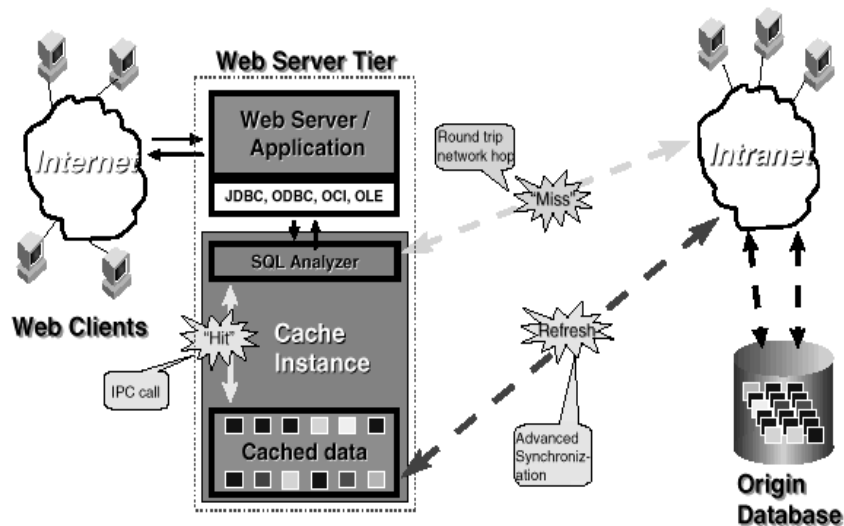 Web Server Tier
Web Server /
Application
JDBC, ODBC, OCI, OLE
Internet
Web Clients
SQL Analyzer
"Hit"
IPC call
Cache
Instance
Cached data
Round trip
network hop
"Miss"
Refresh
Advanced
Synchroniz-
ation
Intranet
Origin
Database